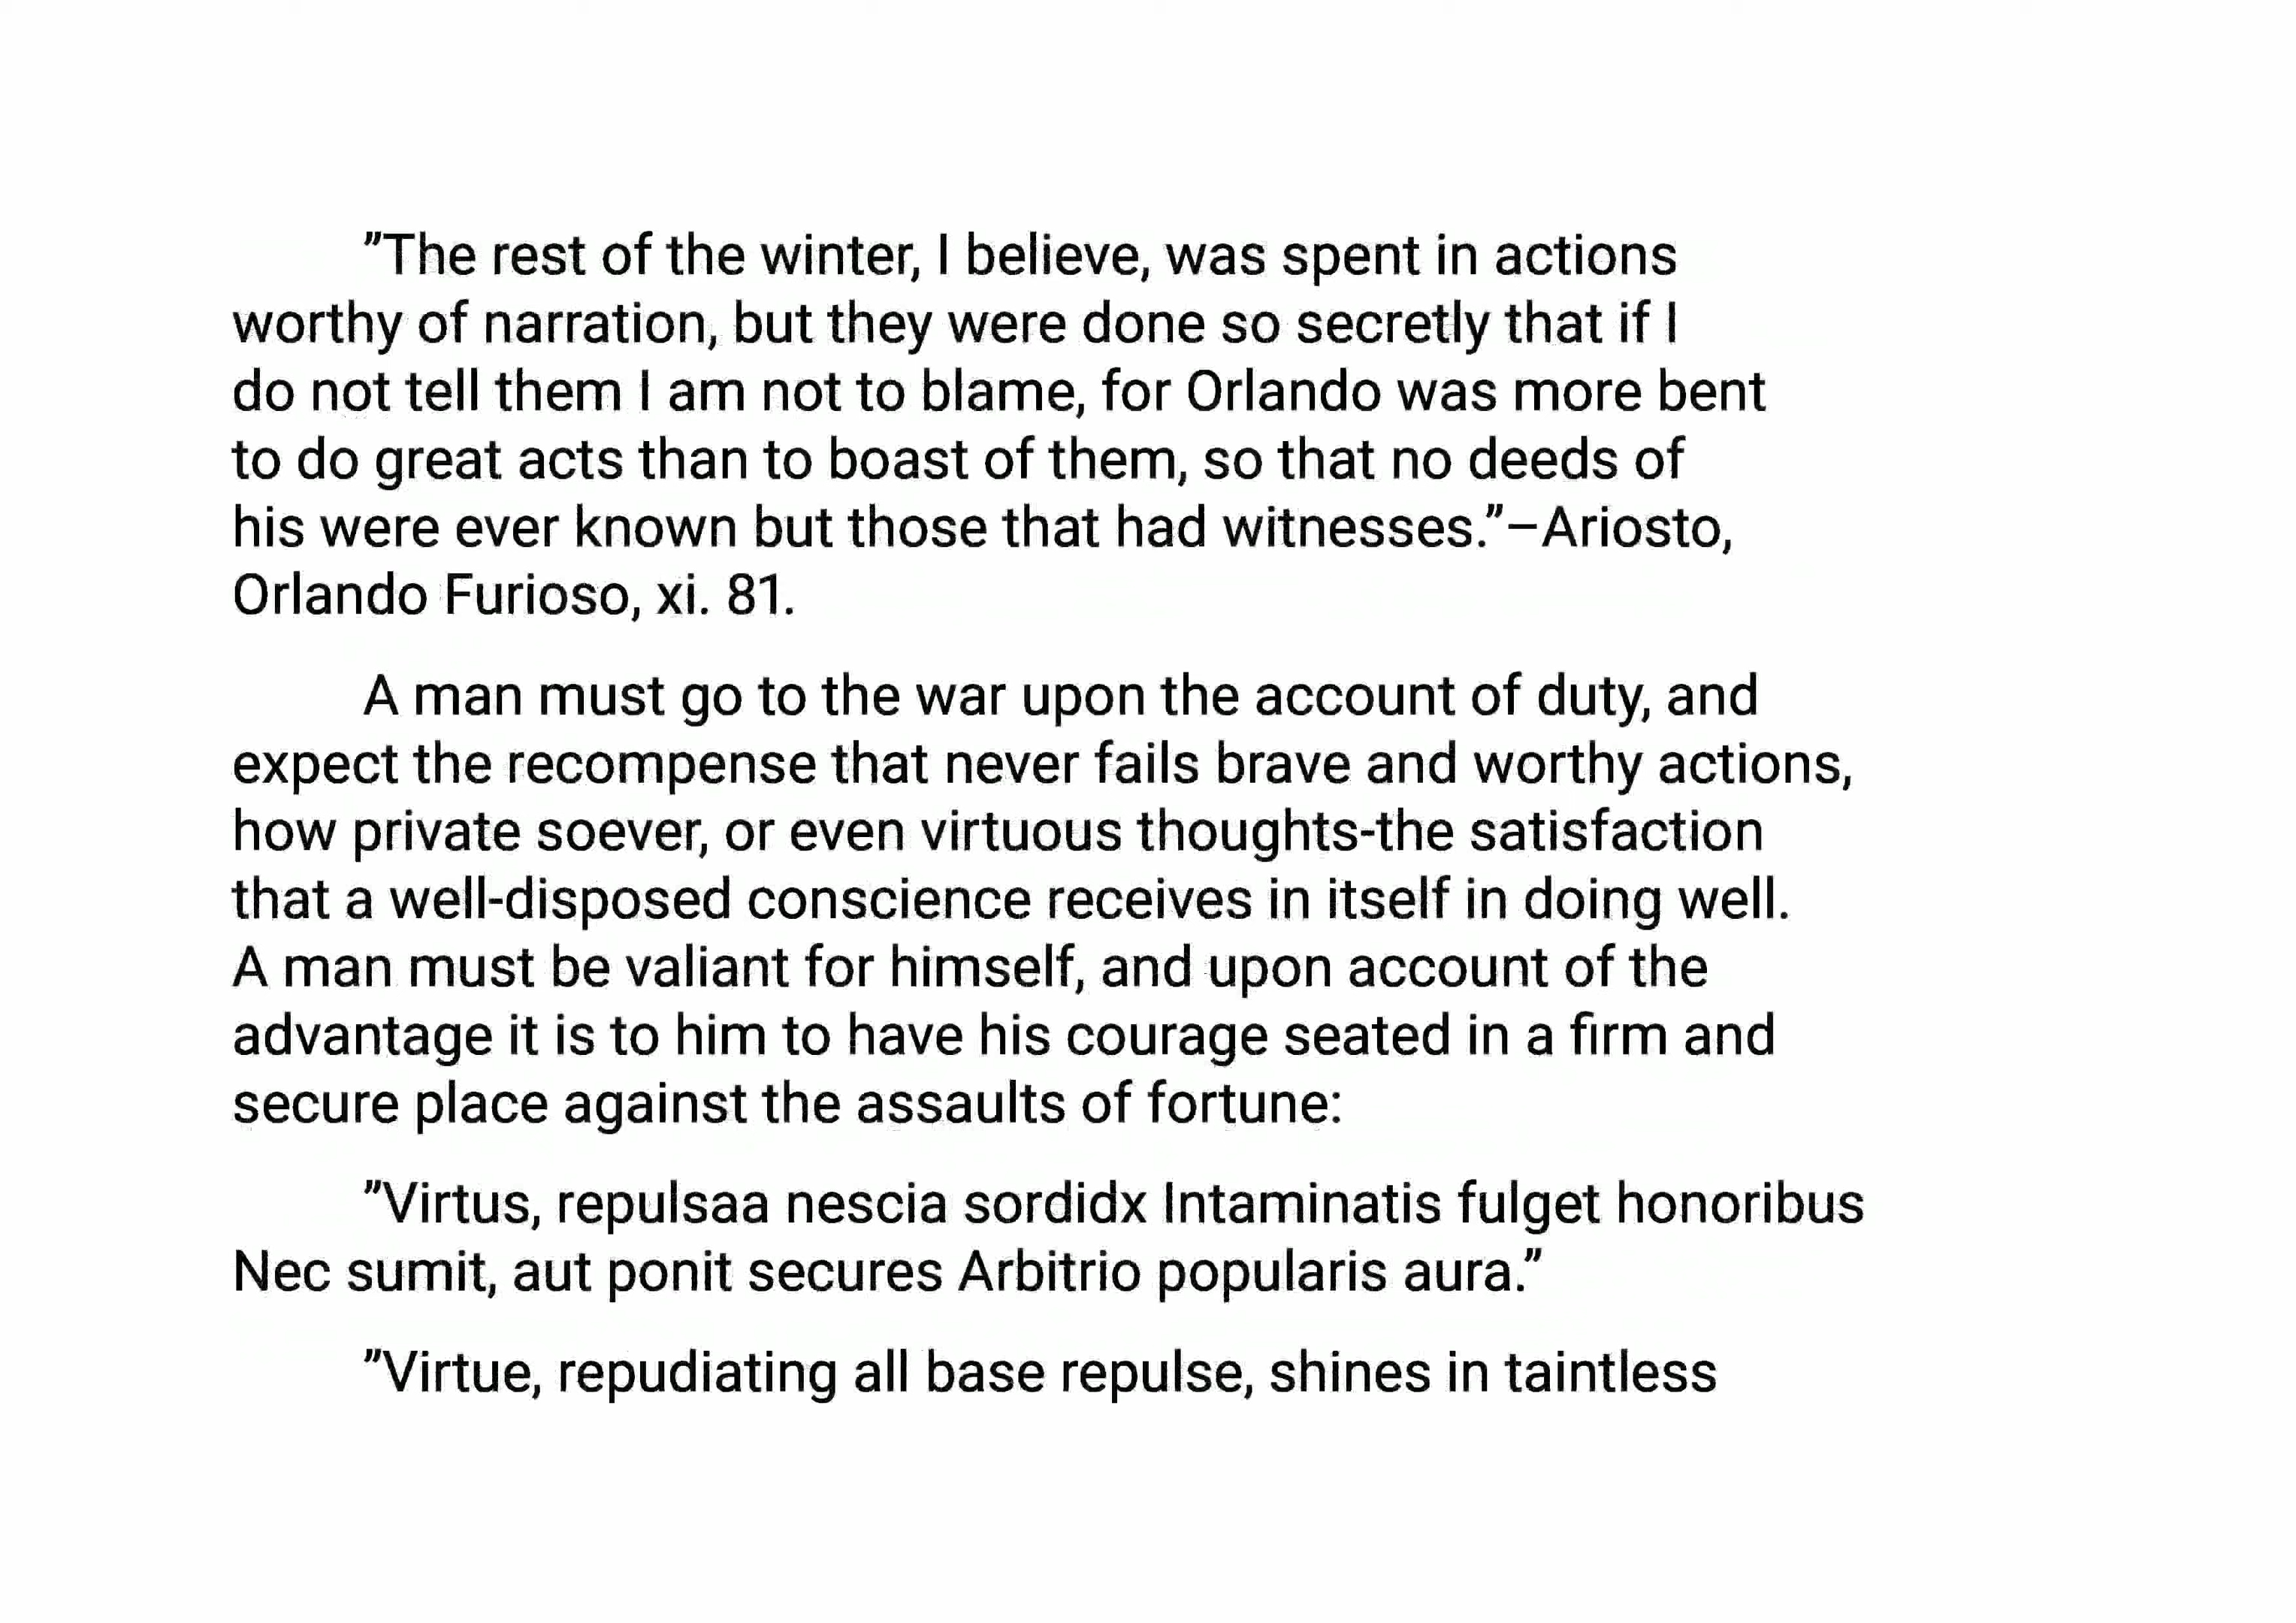 ”The rest of the winter, I believe, was spent in actions
worthy of narration, but they were done so secretly that if I
do not tell them I am not to blame, for Orlando was more bent
to do great acts than to boast of them, so that no deeds of
his were ever known but those that had witnesses.”–Ariosto,
Orlando Furioso, xi. 81.
A man must go to the war upon the account of duty, and
expect the recompense that never fails brave and worthy actions,
how private soever, or even virtuous thoughts-the satisfaction
that a well-disposed conscience receives in itself in doing well.
A man must be valiant for himself, and upon account of the
advantage it is to him to have his courage seated in a firm and
secure place against the assaults of fortune:
”Virtus, repulsaa nescia sordidx Intaminatis fulget honoribus
Nec sumit, aut ponit secures Arbitrio popularis aura.”
”Virtue, repudiating all base repulse, shines in taintless